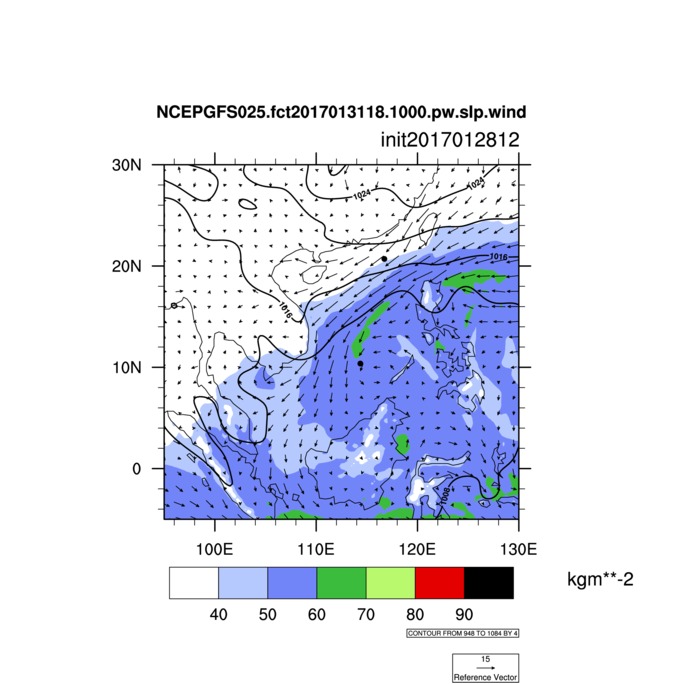 NCEPGFS025.fct2017013118.1000.pw.slp.wind
init2017012812
30N
1024
1024
20N
1016
1016
10N
0
1008
100E 110E 120E 130E
kgm**-2
40 50 60 70 80 90
CONTOUR FROM 948 TO 1084 BY 4
15
Reference Vector